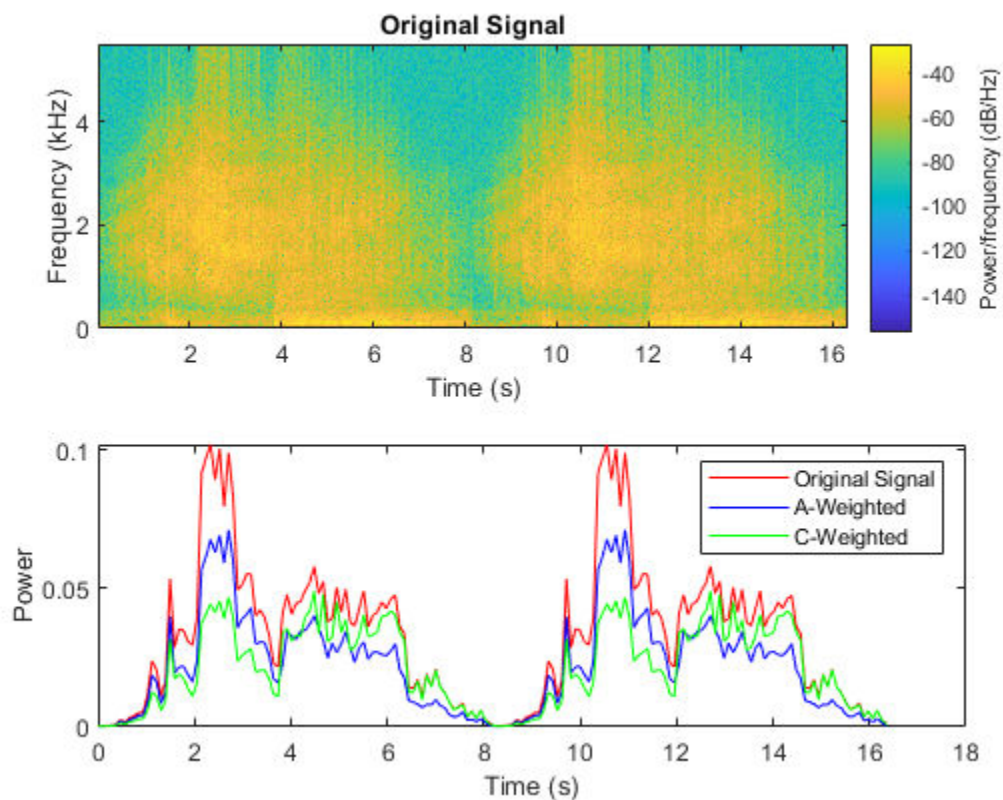 Original Signal
Frequency (kHz)
4
2
0
2 4 6 8 10 12 14 16
Time (s)
-40
-60
-80
-100
-120
-140
Power/frequency (dB/Hz)
Power
0.1
0.05
0
0 2 4 6 8 10 12 14 16 18
Time (s)
Original Signal
A-Weighted
C-Weighted